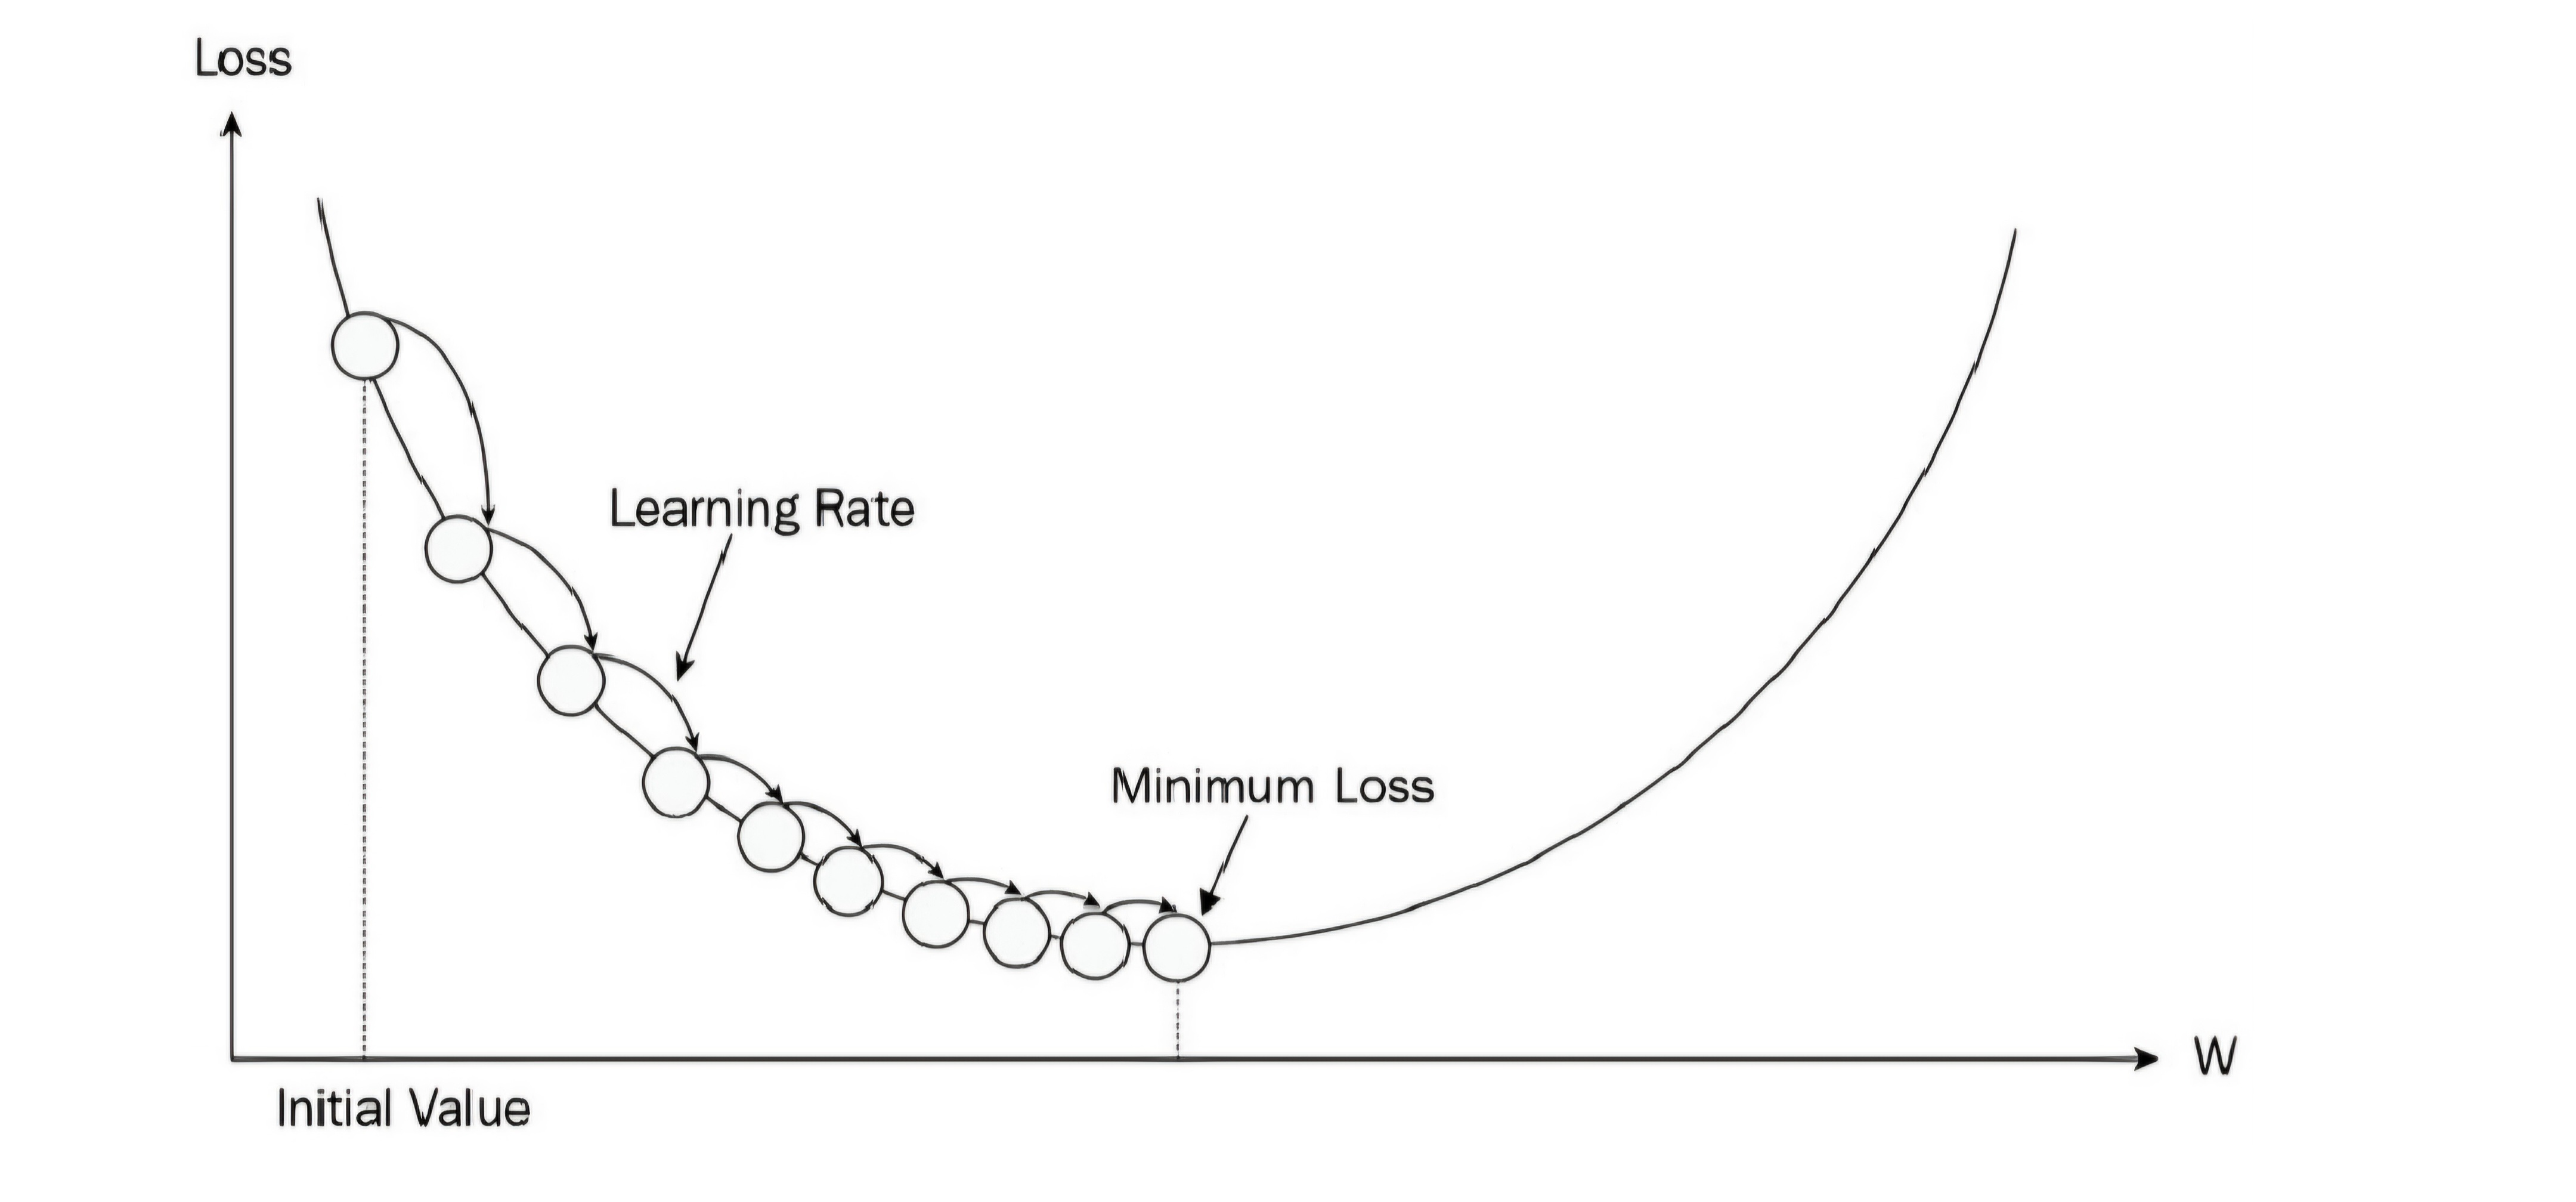 Loss
Learning Rate
Minimum Loss
W
Initial Value